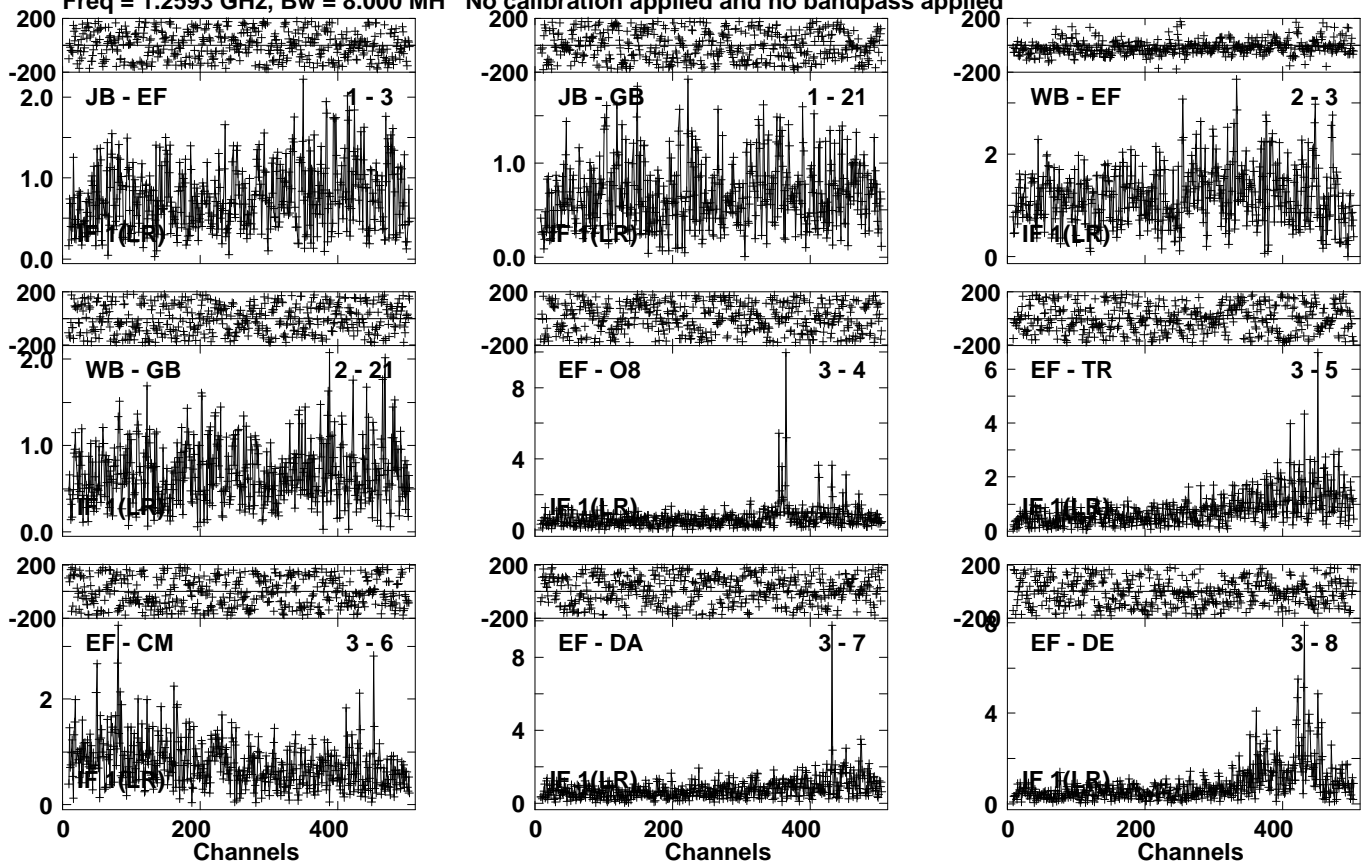 Freq = 1.2593 GHz, Bw = 8.000 MH No calibration applied and no bandpass applied
200 200 200
-200 -200 -200
JB - EF 1 - 3 JB - GB 1 - 21 WB - EF 2 - 3
2.0
2
1.0 1.0
IF 1(LR) IF 1(LR) IF 1(LR)
0.0 0.0 0
200 200 200
-200 -200 -200
2.0 WB - GB 2 - 21 EF - O8 3 - 4 EF - TR 3 - 5
8 6
1.0 4 4
2
IF 1(LR) IF 1(LR) IF 1(LR)
0.0 0 0
200 200 200
-200 -200 -200
EF - CM 3 - 6 EF - DA 3 - 7 EF - DE 3 - 8
8 8
2 4 4
IF 1(LR) IF 1(LR) IF 1(LR)
0 0 0
0 200 400 0 200 400 0 200 400
Channels Channels Channels